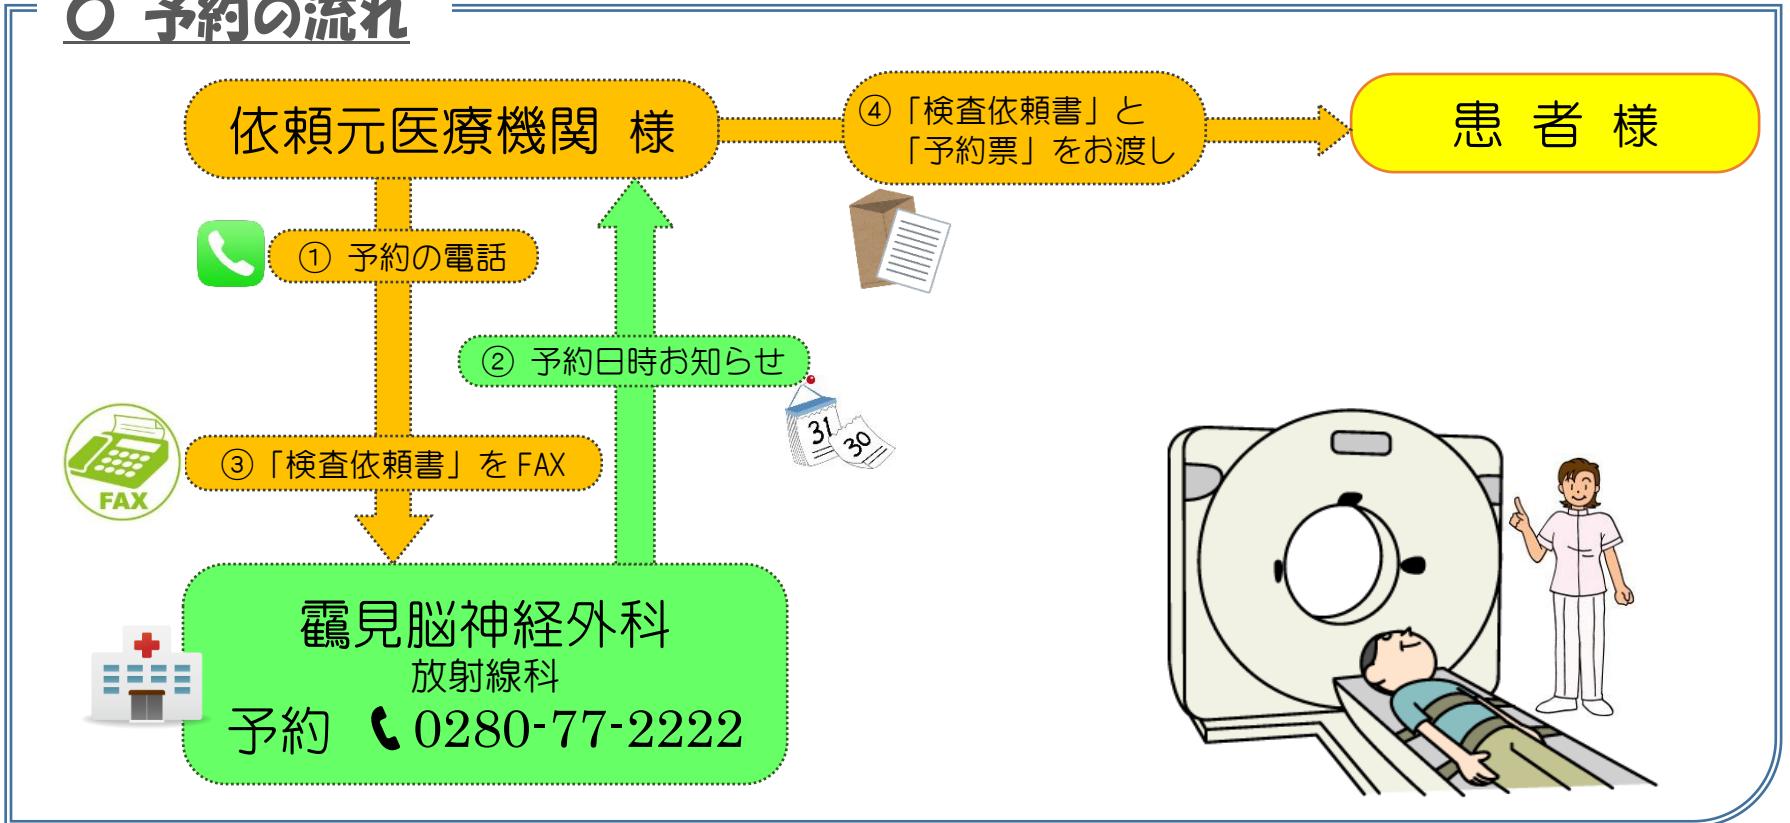 〇 予約の流れ
依頼元医療機関 様
④「検査依頼書」と
「予約票」をお渡し
患 者 様
① 予約の電話
② 予約日時お知らせ
31
30
③「検査依頼書」を FAX
FAX
靏見脳神経外科
放射線科
予約 0280-77-2222